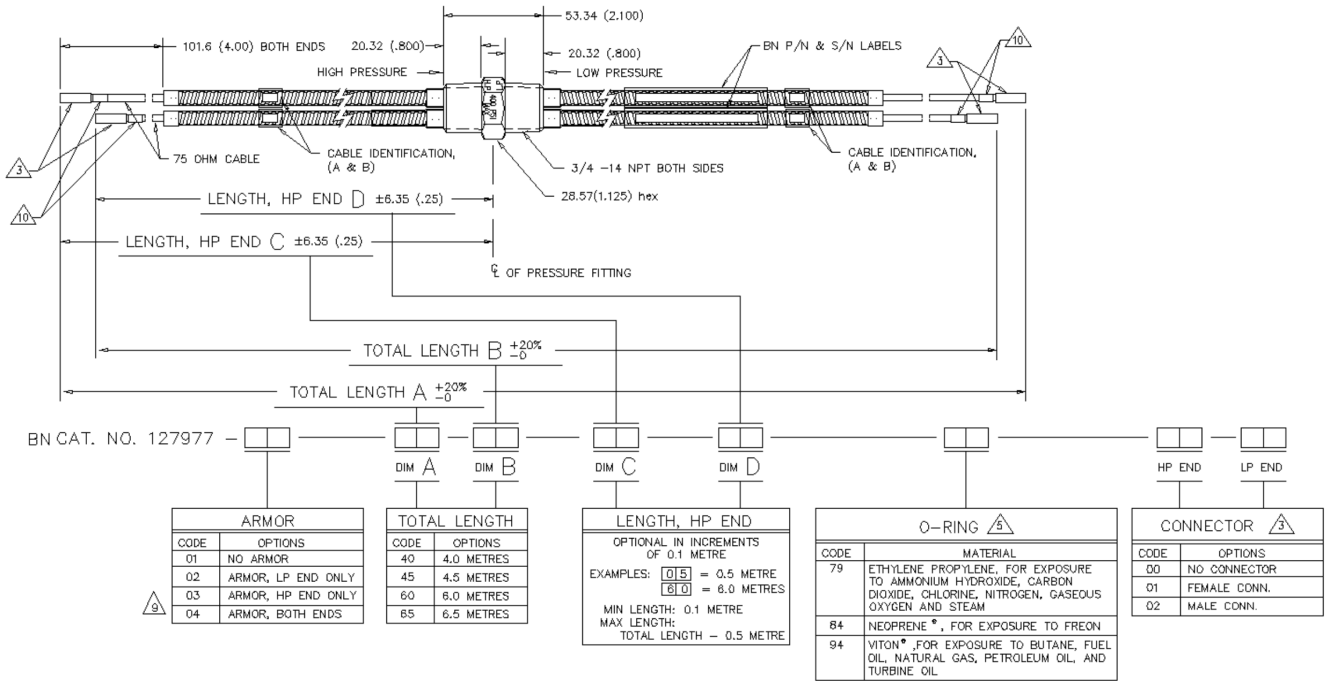 53.34 (2.100)
101.6 (4.00) BOTH ENDS
20.32 (.800)
20.32 (.800)
BN P/N & S/N LABELS
10
3
HIGH PRESSURE
LOW PRESSURE
3
75 OHM CABLE
CABLE IDENTIFICATION,
(A & B)
3/4 -14 NPT BOTH SIDES
CABLE IDENTIFICATION,
(A & B)
10
28.57(1.125) hex
LENGTH, HP END D ±6.35 (.25)
LENGTH, HP END C ±6.35 (.25)
℄ OF PRESSURE FITTING
TOTAL LENGTH B +20% -0
TOTAL LENGTH A +20% -0
BN CAT. NO. 127977 -
DIM A
DIM B
DIM C
DIM D
HP END
LP END
ARMOR
CODE OPTIONS
01 NO ARMOR
02 ARMOR, LP END ONLY
03 ARMOR, HP END ONLY
9
04 ARMOR, BOTH ENDS
TOTAL LENGTH
CODE OPTIONS
40 4.0 METRES
45 4.5 METRES
60 6.0 METRES
65 6.5 METRES
LENGTH, HP END
OPTIONAL IN INCREMENTS
OF 0.1 METRE
EXAMPLES: 0 5 = 0.5 METRE
6 0 = 6.0 METRES
MIN LENGTH: 0.1 METRE
MAX LENGTH:
TOTAL LENGTH - 0.5 METRE
O-RING 5
CODE MATERIAL
79 ETHYLENE PROPYLENE, FOR EXPOSURE
TO AMMONIUM HYDROXIDE, CARBON
DIOXIDE, CHLORINE, NITROGEN, GASEOUS
OXYGEN AND STEAM
84 NEOPRENE ®, FOR EXPOSURE TO FREON
94 VITON® ,FOR EXPOSURE TO BUTANE, FUEL
OIL, NATURAL GAS, PETROLEUM OIL, AND
TURBINE OIL
CONNECTOR 3
CODE OPTIONS
00 NO CONNECTOR
01 FEMALE CONN.
02 MALE CONN.